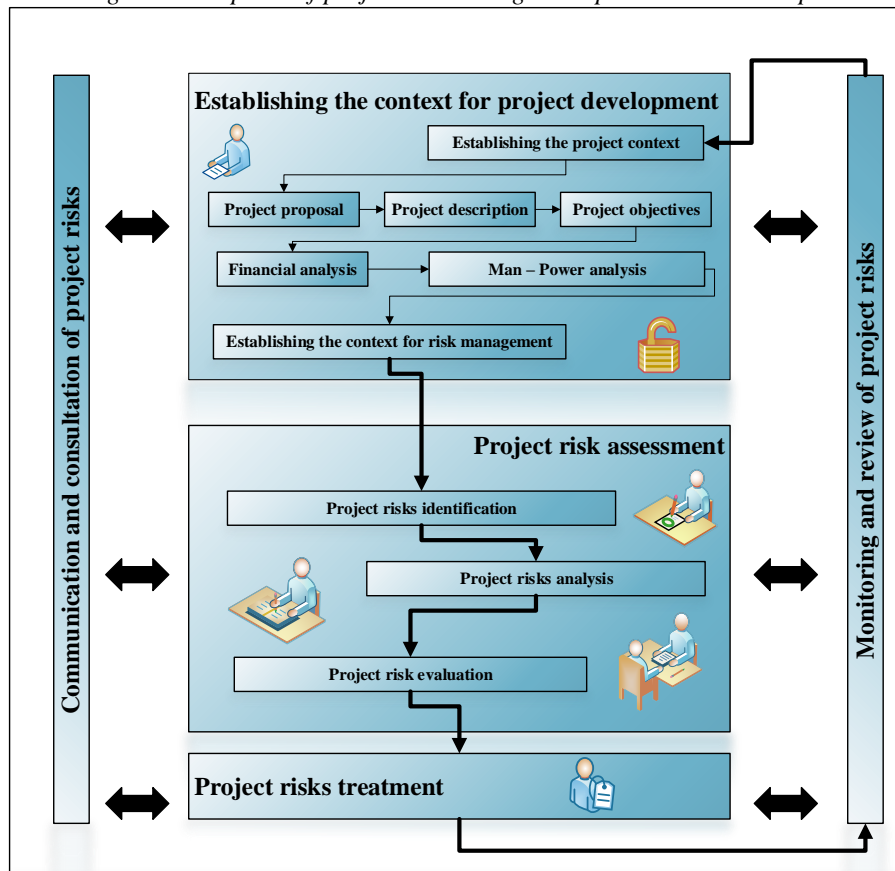 Communication and consultation of project risks
Establishing the context for project development
Establishing the project context
Project proposal
Project description
Project objectives
Financial analysis
Man – Power analysis
Establishing the context for risk management
Project risk assessment
Project risks identification
Project risks analysis
Project risk evaluation
Project risks treatment
Monitoring and review of project risks